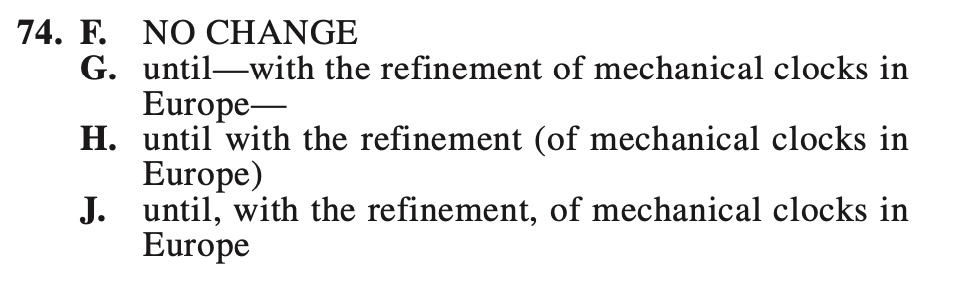 74. F. NO CHANGE
G. until—with the refinement of mechanical clocks in
Europe—
H. until with the refinement (of mechanical clocks in
Europe)
J. until, with the refinement, of mechanical clocks in
Europe